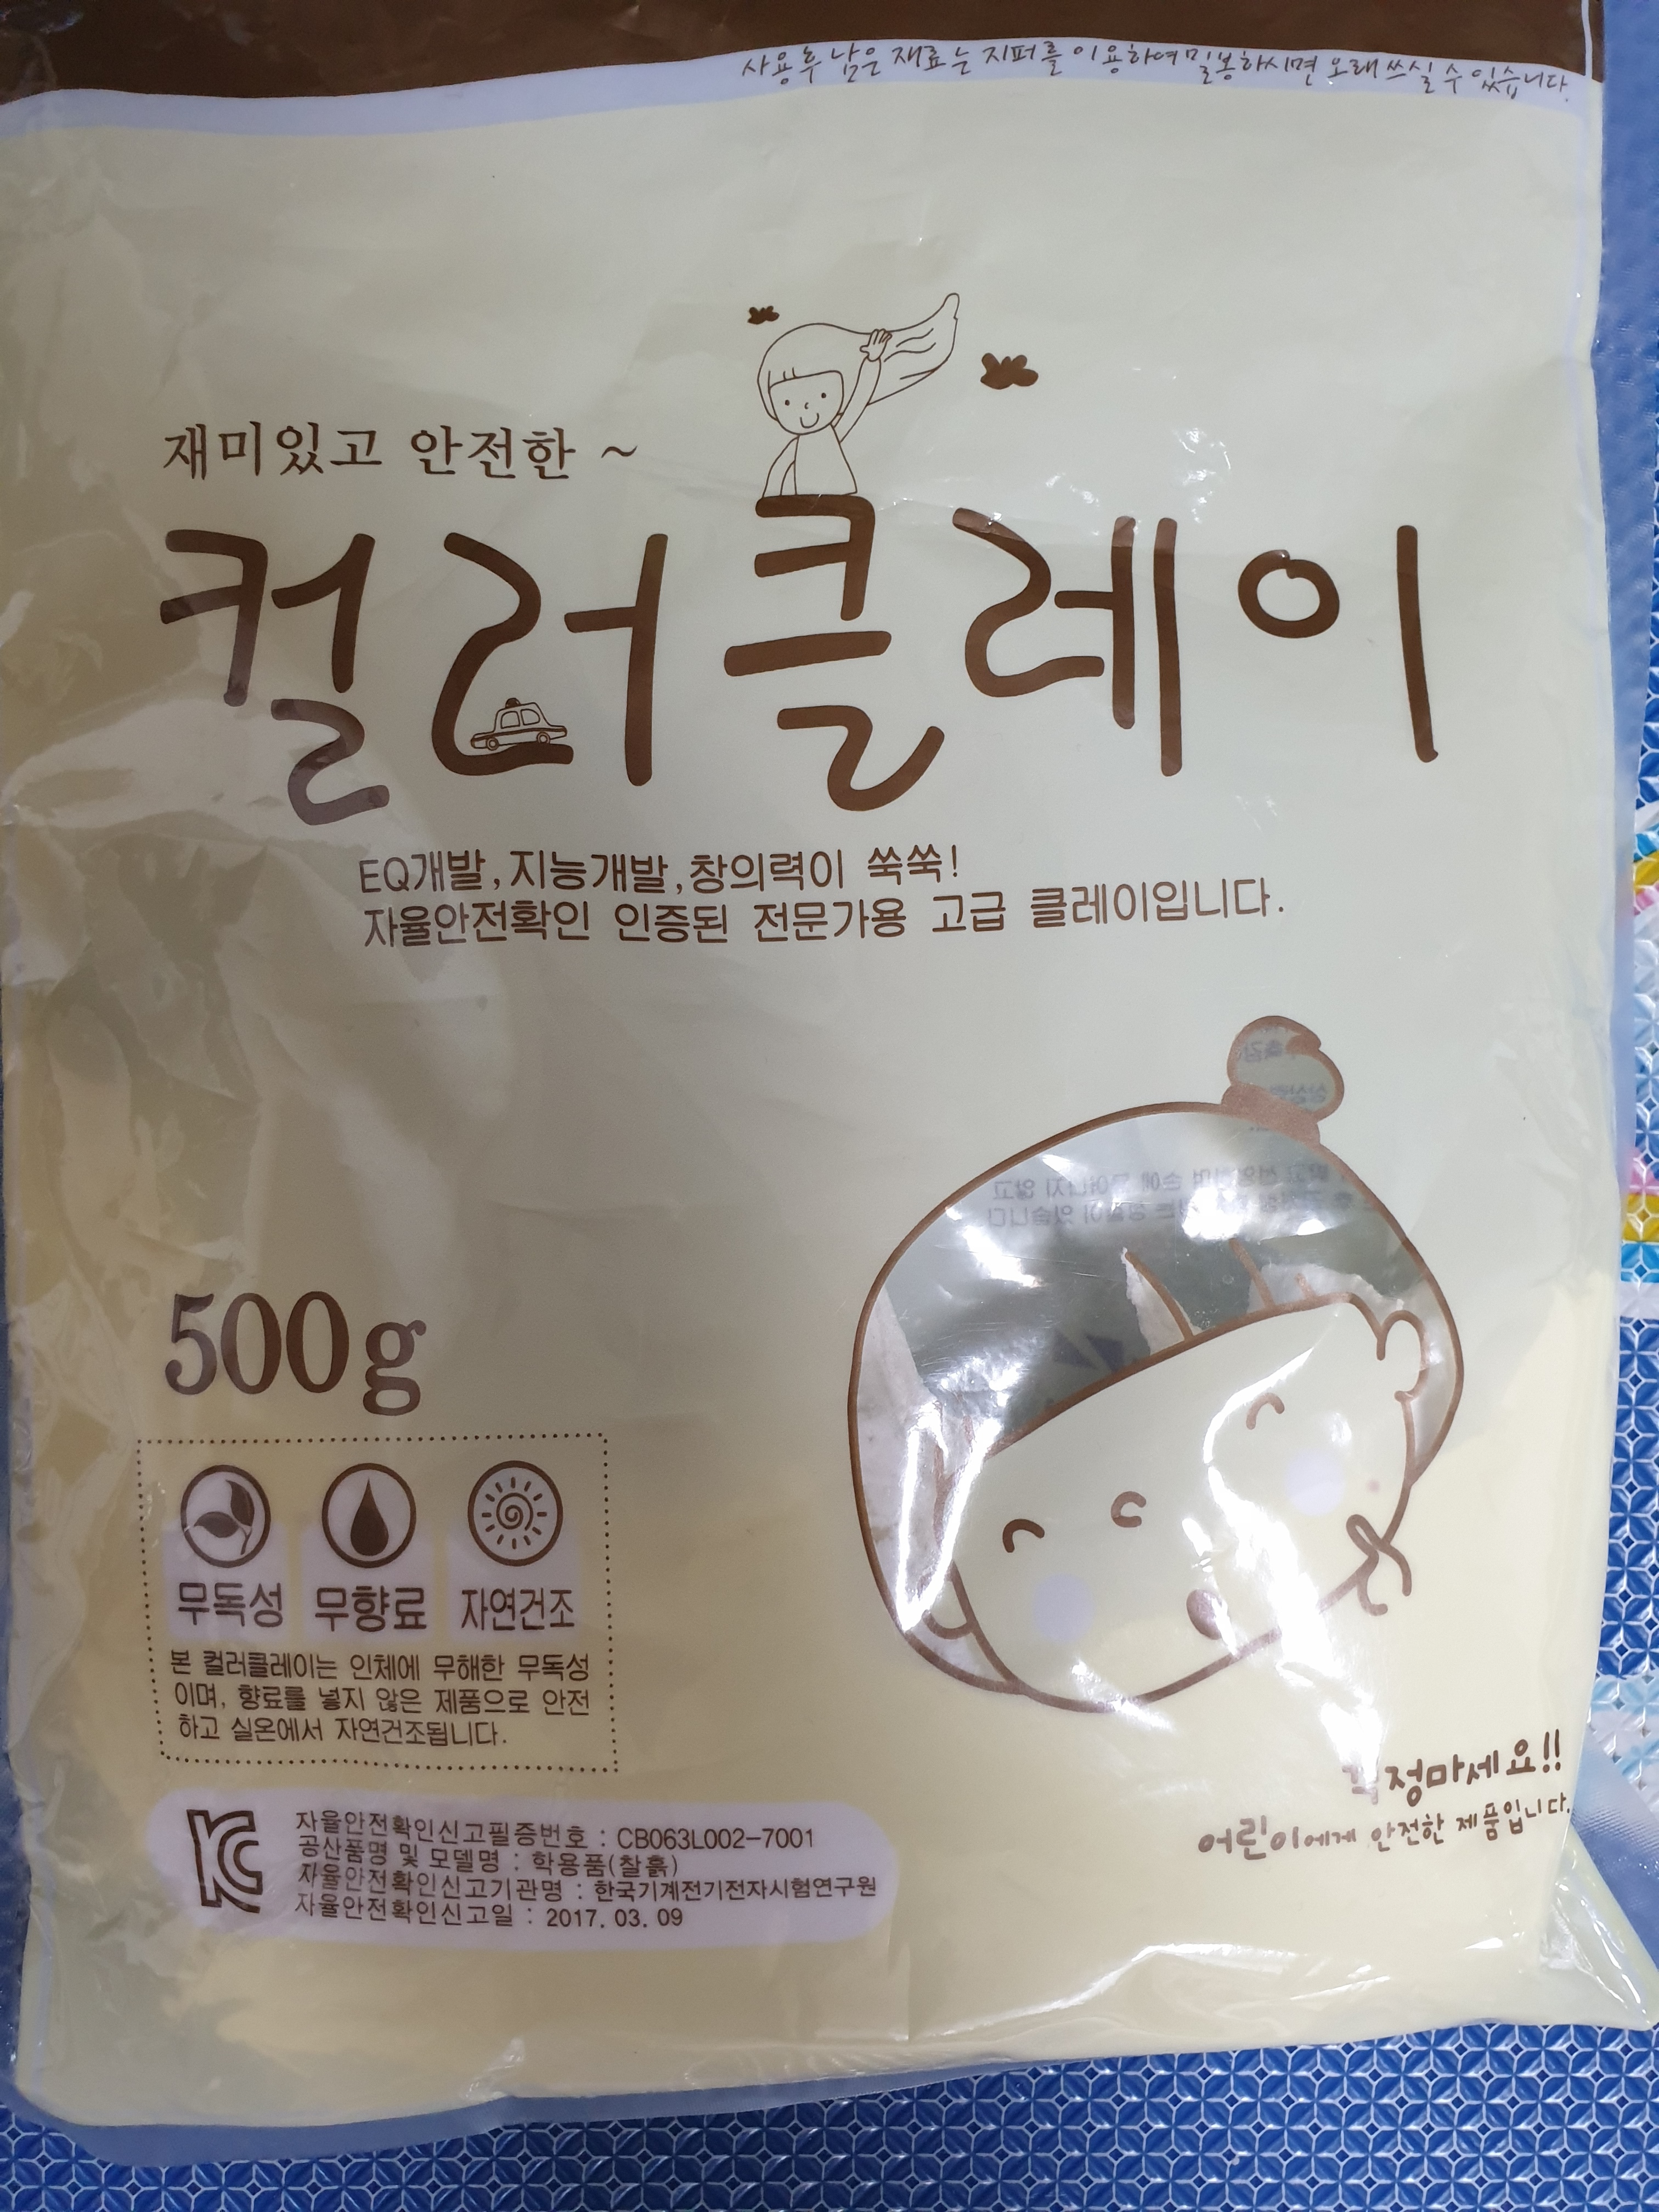 사용후 남은 재료는 지퍼를 이용하여 밀봉하시면 오래 쓰실 수 있습니다.
재미있고 안전한 ~
컬러클레이
EQ개발, 지능개발, 창의력이 쑥쑥!
자율안전확인 인증된 전문가용 고급 클레이입니다.
500g
무독성 무향료 자연건조
본 컬러클레이는 인체에 무해한 무독성
이며, 향료를 넣지 않은 제품으로 안전
하고 실온에서 자연건조됩니다.
자율안전확인신고필증번호 : CB063L002-7001
공산품명 및 모델명 : 학용품(찰흙)
자율안전확인신고기관명 : 한국기계전기전자시험연구원
자율안전확인신고일 : 2017. 03. 09
걱정마세요!!
어린이에게 안전한 제품입니다.